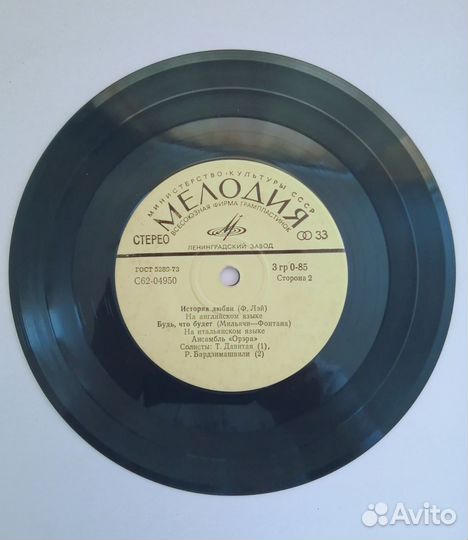 МИНИСТЕРСТВО КУЛЬТУРЫ СССР
МЕЛОДИЯ
ВСЕСОЮЗНАЯ ФИРМА ГРАМПЛАСТИНОК
СТЕРЕО
33
ЛЕНИНГРАДСКИЙ ЗАВОД
ГОСТ 5289-73
3 гр 0-85
С62-04950
Сторона 2
История любви (Ф. Лэй)
На английском языке
Будь, что будет (Мильячи—Фонтана)
На итальянском языке
Ансамбль «Орэра»
Солисты: Т. Давитая (1),
Р. Бардзимашвили (2)
Avito